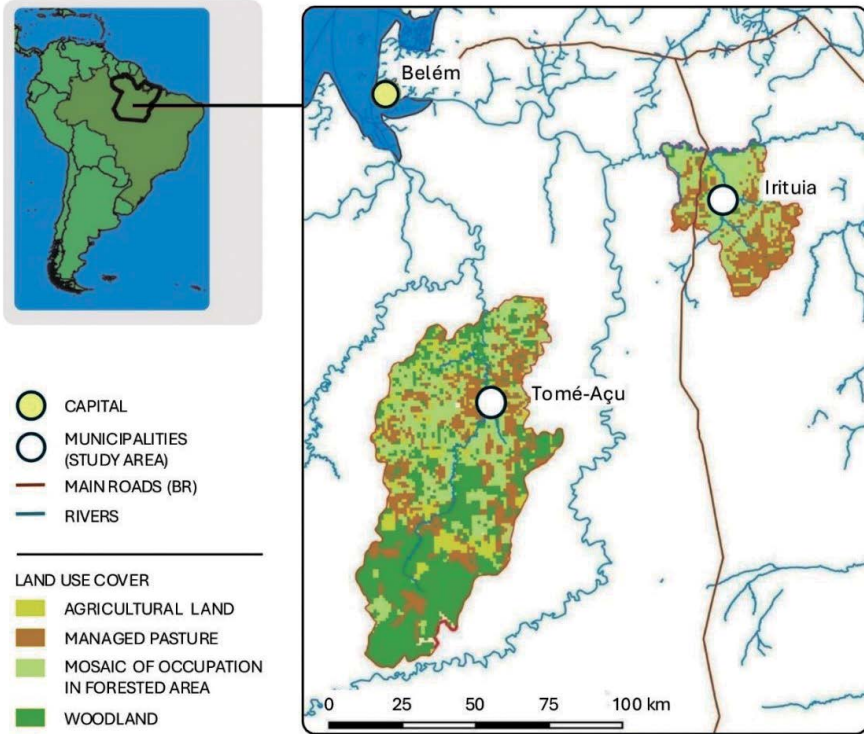 Belém
Irituia
Tomé-Açu
CAPITAL
MUNICIPALITIES
(STUDY AREA)
MAIN ROADS (BR)
RIVERS
LAND USE COVER
AGRICULTURAL LAND
MANAGED PASTURE
MOSAIC OF OCCUPATION
IN FORESTED AREA
WOODLAND
0 25 50 75 100 km